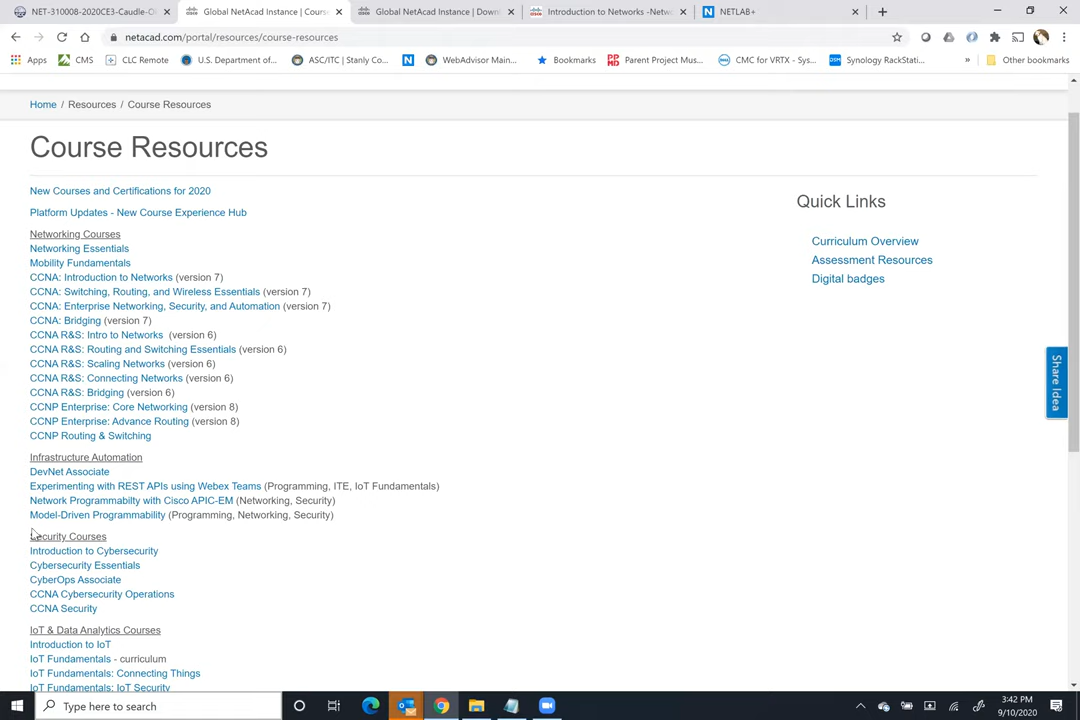 NET-310008-2020CE3-Caudle-O
Global NetAcad Instance | Cours
Global NetAcad Instance | Down
Introduction to Networks -Netw
NETLAB+
netacad.com/portal/resources/course-resources
Apps
CMS
CLC Remote
U.S. Department of...
ASC/ITC | Stanly Co...
WebAdvisor Main...
Bookmarks
Parent Project Mus...
CMC for VRTX - Sys...
Synology RackStati...
»
Other bookmarks
Home / Resources / Course Resources
Course Resources
New Courses and Certifications for 2020
Platform Updates - New Course Experience Hub
Networking Courses
Networking Essentials
Mobility Fundamentals
CCNA: Introduction to Networks (version 7)
CCNA: Switching, Routing, and Wireless Essentials (version 7)
CCNA: Enterprise Networking, Security, and Automation (version 7)
CCNA: Bridging (version 7)
CCNA R&S: Intro to Networks (version 6)
CCNA R&S: Routing and Switching Essentials (version 6)
CCNA R&S: Scaling Networks (version 6)
CCNA R&S: Connecting Networks (version 6)
CCNA R&S: Bridging (version 6)
CCNP Enterprise: Core Networking (version 8)
CCNP Enterprise: Advance Routing (version 8)
CCNP Routing & Switching
Infrastructure Automation
DevNet Associate
Experimenting with REST APIs using Webex Teams (Programming, ITE, IoT Fundamentals)
Network Programmabilty with Cisco APIC-EM (Networking, Security)
Model-Driven Programmability (Programming, Networking, Security)
Security Courses
Introduction to Cybersecurity
Cybersecurity Essentials
CyberOps Associate
CCNA Cybersecurity Operations
CCNA Security
IoT & Data Analytics Courses
Introduction to IoT
IoT Fundamentals - curriculum
IoT Fundamentals: Connecting Things
IoT Fundamentals: IoT Security
Quick Links
Curriculum Overview
Assessment Resources
Digital badges
Share Idea
Type here to search
3:42 PM
9/10/2020